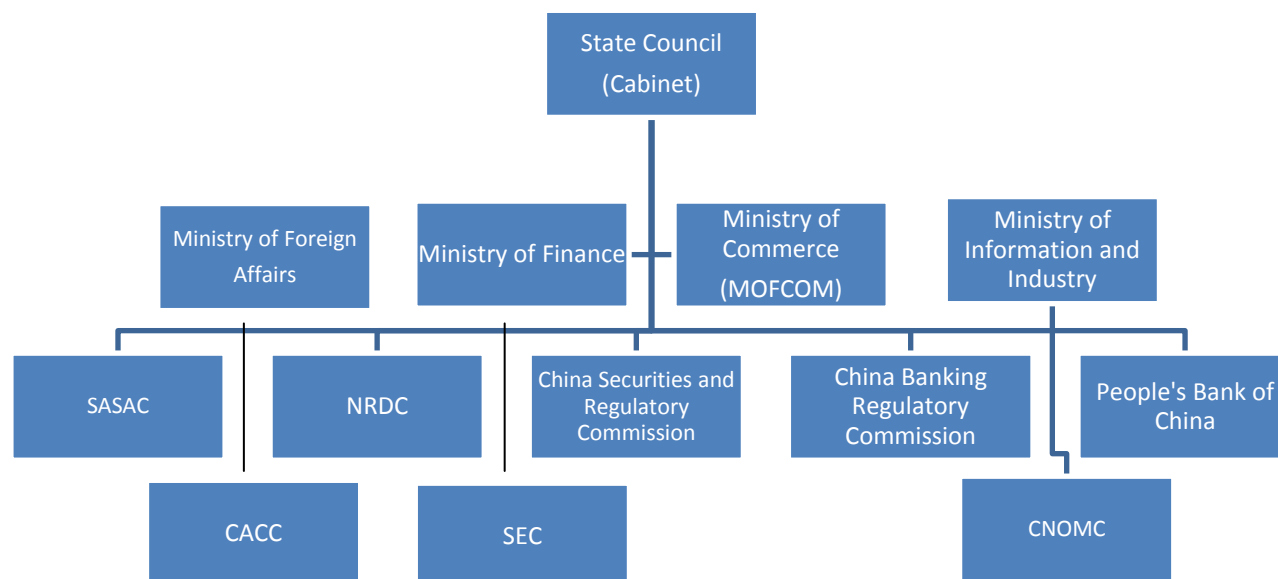 State Council
(Cabinet)
Ministry of Foreign
Affairs
Ministry of Finance
Ministry of
Commerce
(MOFCOM)
Ministry of
Information and
Industry
SASAC
NRDC
China Securities and
Regulatory
Commission
China Banking
Regulatory
Commission
People's Bank of
China
CACC
SEC
CNOMC